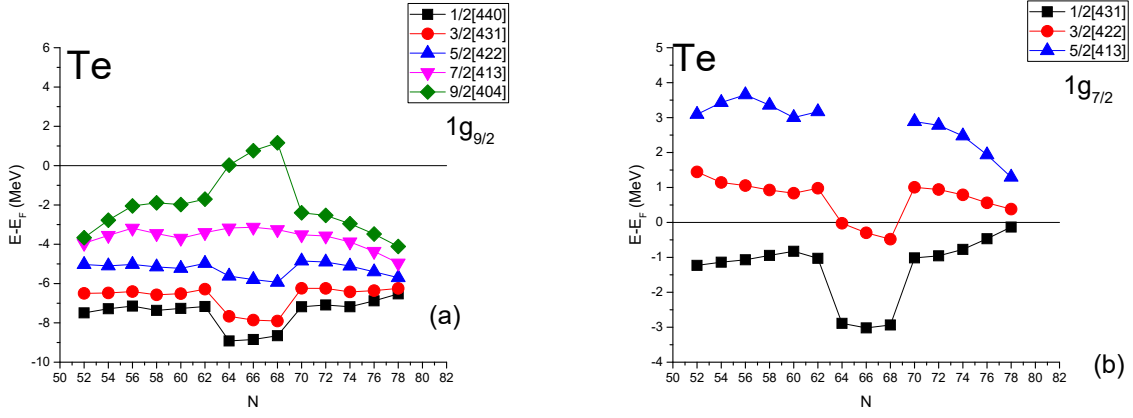 Te
1/2[440]
3/2[431]
5/2[422]
7/2[413]
9/2[404]
1g9/2
6
4
2
0
-2
-4
-6
-8
-10
E-EF (MeV)
50 52 54 56 58 60 62 64 66 68 70 72 74 76 78 80 82
N
(a)
Te
1/2[431]
3/2[422]
5/2[413]
1g7/2
5
4
3
2
1
0
-1
-2
-3
-4
E-EF (MeV)
50 52 54 56 58 60 62 64 66 68 70 72 74 76 78 80 82
N
(b)